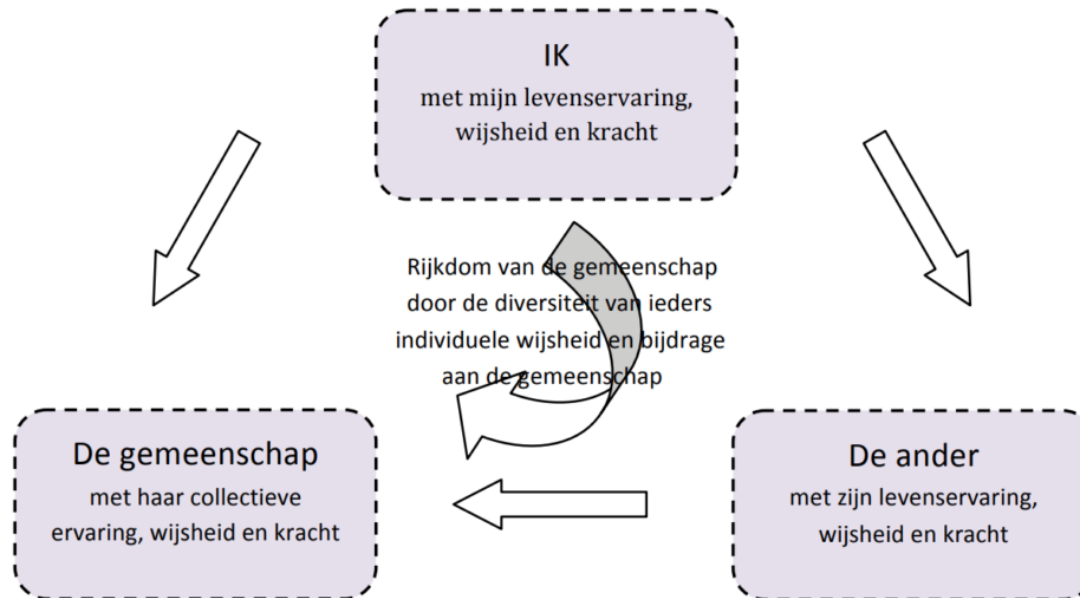 IK
met mijn levenservaring,
wijsheid en kracht
Rijkdom van de gemeenschap
door de diversiteit van ieders
individuele wijsheid en bijdrage
aan de gemeenschap
De gemeenschap
met haar collectieve
ervaring, wijsheid en kracht
De ander
met zijn levenservaring,
wijsheid en kracht